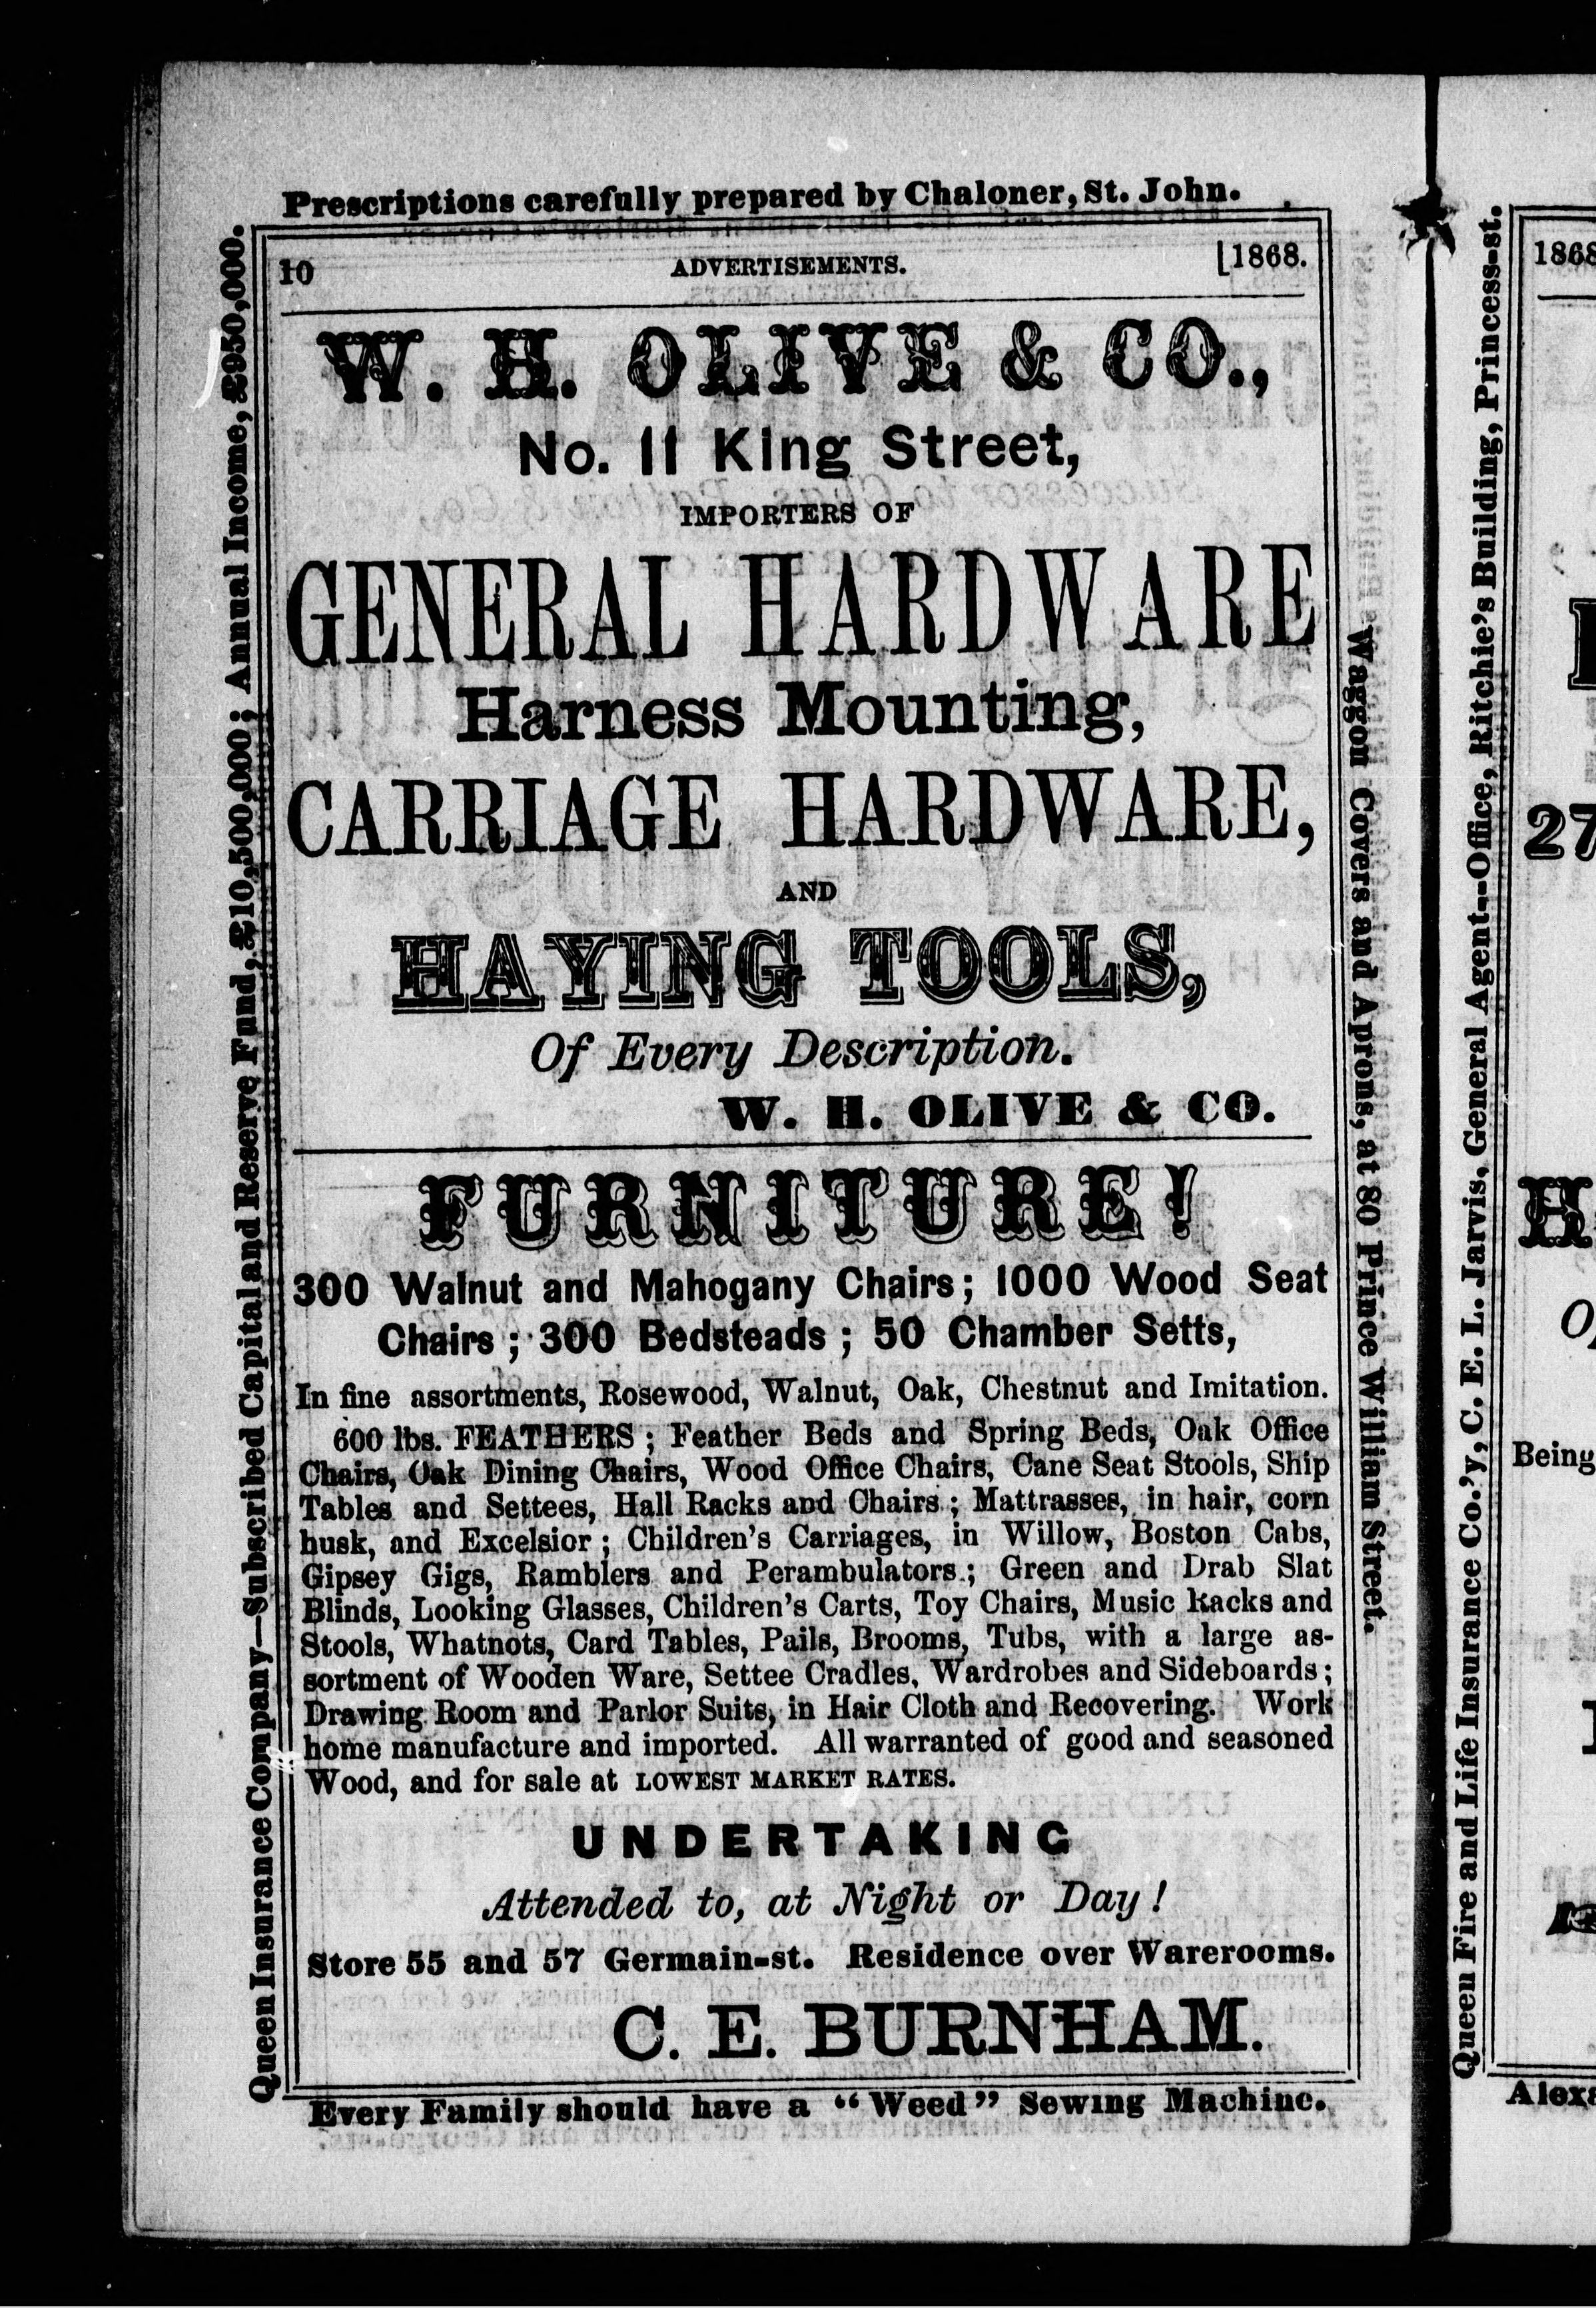 Prescriptions carefully prepared by Chaloner, St. John.
10 ADVERTISEMENTS. [1868.
W. H. OLIVE & CO.,
No. 11 King Street,
IMPORTERS OF
GENERAL HARDWARE
Harness Mounting,
CARRIAGE HARDWARE,
AND
HAYING TOOLS,
Of Every Description.
W. H. OLIVE & CO.
FURNITURE!
300 Walnut and Mahogany Chairs; 1000 Wood Seat
Chairs; 300 Bedsteads; 50 Chamber Setts,
In fine assortments, Rosewood, Walnut, Oak, Chestnut and Imitation.
600 lbs. FEATHERS; Feather Beds and Spring Beds, Oak Office
Chairs, Oak Dining Chairs, Wood Office Chairs, Cane Seat Stools, Ship
Tables and Settees, Hall Racks and Chairs; Mattrasses, in hair, corn
husk, and Excelsior; Children's Carriages, in Willow, Boston Cabs,
Gipsey Gigs, Ramblers and Perambulators; Green and Drab Slat
Blinds, Looking Glasses, Children's Carts, Toy Chairs, Music Racks and
Stools, Whatnots, Card Tables, Pails, Brooms, Tubs, with a large as-
sortment of Wooden Ware, Settee Cradles, Wardrobes and Sideboards;
Drawing Room and Parlor Suits, in Hair Cloth and Recovering. Work
home manufacture and imported. All warranted of good and seasoned
Wood, and for sale at LOWEST MARKET RATES.
UNDERTAKING
Attended to, at Night or Day!
Store 55 and 57 Germain-st. Residence over Warerooms.
C. E. BURNHAM.
Every Family should have a "Weed" Sewing Machine.
Queen Insurance Company—Subscribed Capital and Reserve Fund, £10,500,000; Annual Income, £950,000.
Waggon Covers and Aprons, at 80 Prince William Street.
Queen Fire and Life Insurance Co.'y, C. E. L. Jarvis, General Agent--Office, Ritchie's Building, Princess-st.
1868
27
H
Being